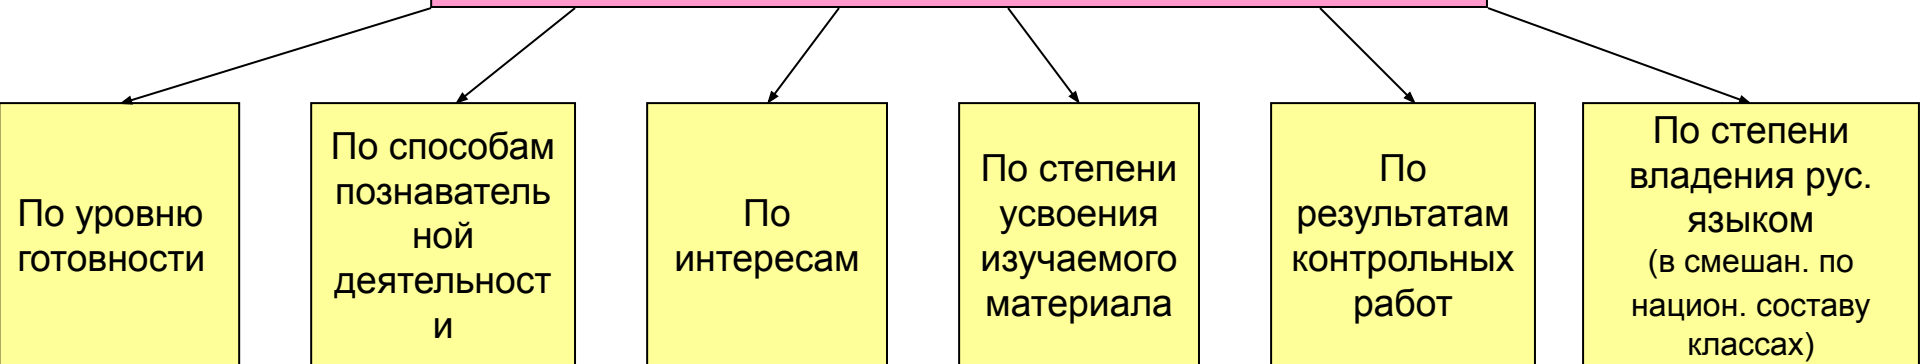 По уровню
готовности
По способам
познаватель
ной
деятельност
и
По
интересам
По степени
усвоения
изучаемого
материала
По
результатам
контрольных
работ
По степени
владения рус.
языком
(в смешан. по
национ. составу
классах)